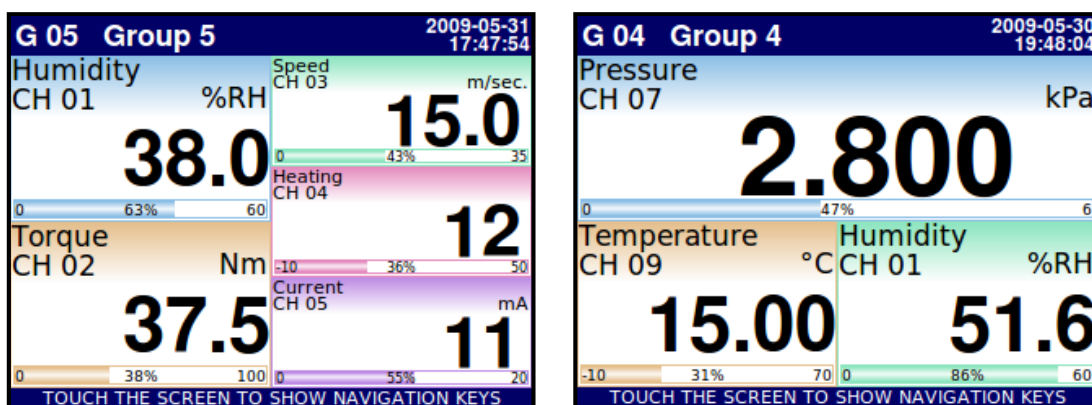 G 05 Group 5
2009-05-31
17:47:54
Humidity
CH 01 %RH
38.0
0 63% 60
Torque
CH 02 Nm
37.5
0 38% 100
Speed
CH 03 m/sec.
15.0
0 43% 35
Heating
CH 04
12
-10 36% 50
Current
CH 05 mA
11
0 55% 20
TOUCH THE SCREEN TO SHOW NAVIGATION KEYS
G 04 Group 4
2009-05-30
19:48:04
Pressure
CH 07 kPa
2.800
0 47% 6
Temperature
CH 09 °C
15.00
-10 31% 70
Humidity
CH 01 %RH
51.6
0 86% 60
TOUCH THE SCREEN TO SHOW NAVIGATION KEYS